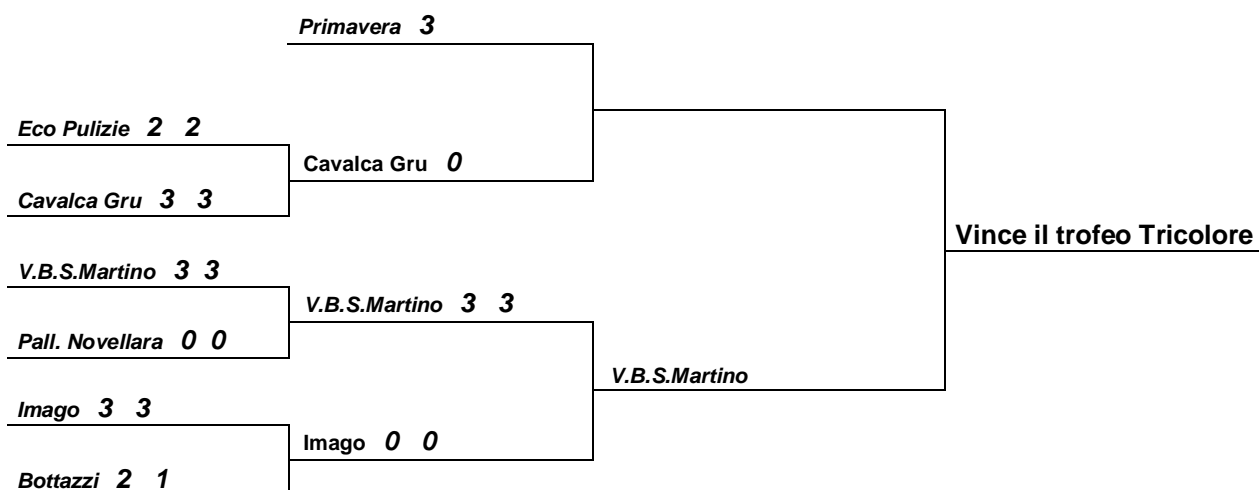 Primavera 3
Eco Pulizie 2 2
Cavalca Gru 0
Cavalca Gru 3 3
Vince il trofeo Tricolore
V.B.S.Martino 3 3
V.B.S.Martino 3 3
Pall. Novellara 0 0
V.B.S.Martino
Imago 3 3
Imago 0 0
Bottazzi 2 1